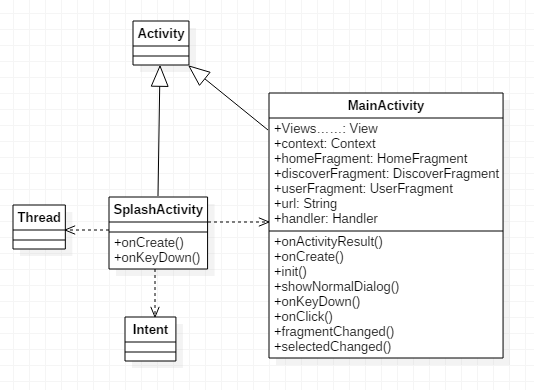 Activity
MainActivity
+Views......: View
+context: Context
+homeFragment: HomeFragment
+discoverFragment: DiscoverFragment
+userFragment: UserFragment
+url: String
+handler: Handler
+onActivityResult()
+onCreate()
+init()
+showNormalDialog()
+onKeyDown()
+onClick()
+fragmentChanged()
+selectedChanged()
SplashActivity
+onCreate()
+onKeyDown()
Thread
Intent